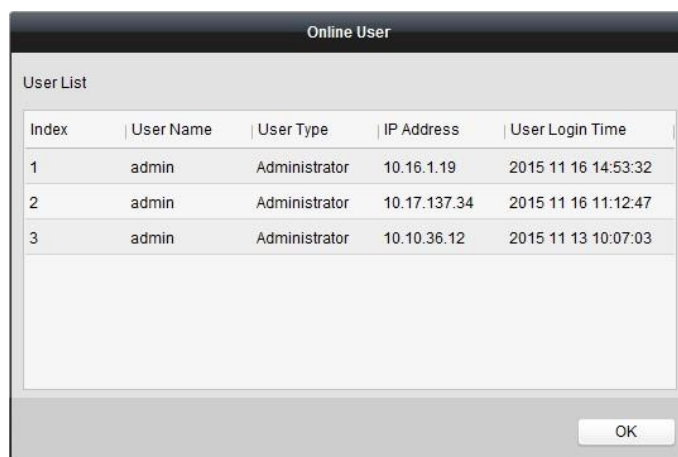 Online User
User List
Index User Name User Type IP Address User Login Time
1 admin Administrator 10.16.1.19 2015 11 16 14:53:32
2 admin Administrator 10.17.137.34 2015 11 16 11:12:47
3 admin Administrator 10.10.36.12 2015 11 13 10:07:03
OK